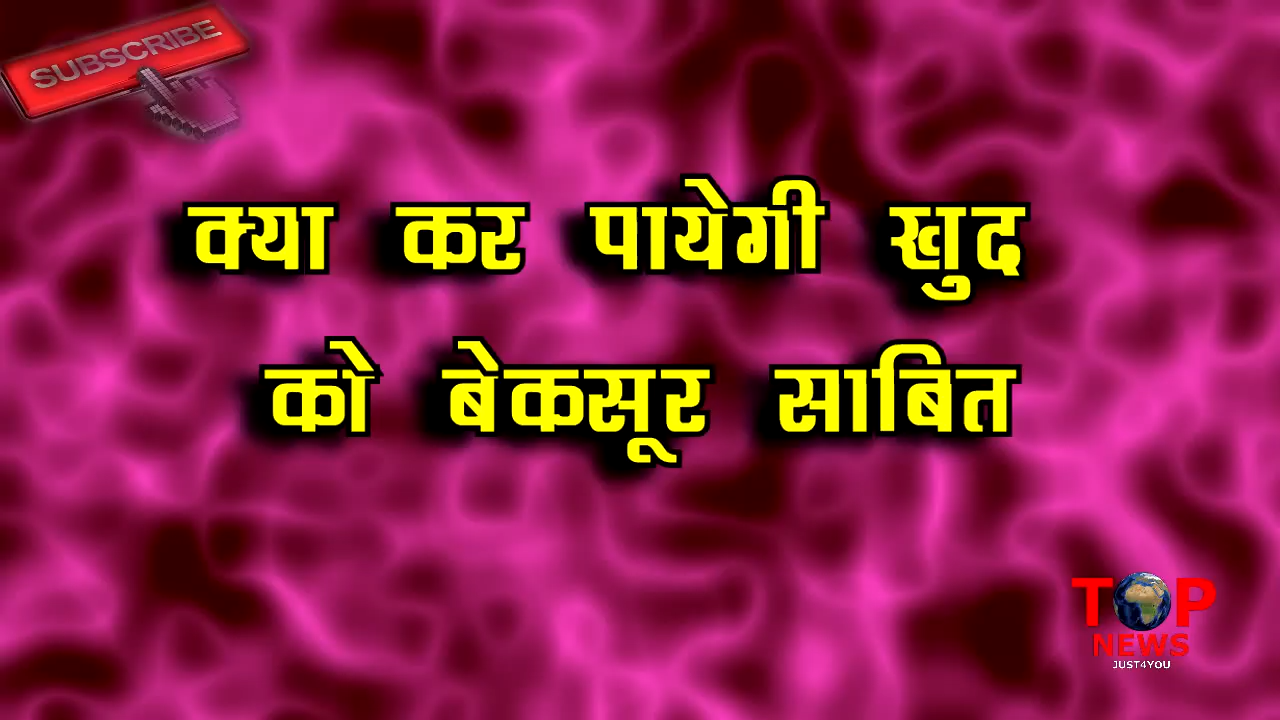 SUBSCRIBE
क्या कर पायेगी खुद
को बेकसूर साबित
TOP
NEWS
JUST4YOU